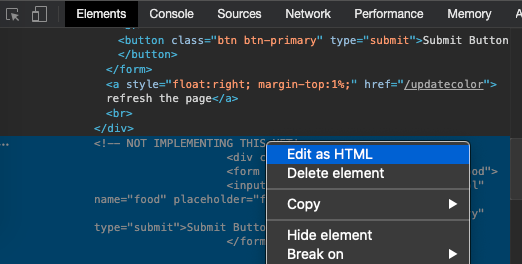 Elements Console Sources Network Performance Memory
<button class="btn btn-primary" type="submit">Submit Button
</button>
</form>
<a style="float:right; margin-top:1%;" href="/updatecolor">
refresh the page</a>
<br>
</div>
<!-- NOT IMPLEMENTING THIS
<div c
<form ood">
<input l"
name="food" placeholder="f
y"
type="submit">Submit Butto
</form
Edit as HTML
Delete element
Copy
Hide element
Break on